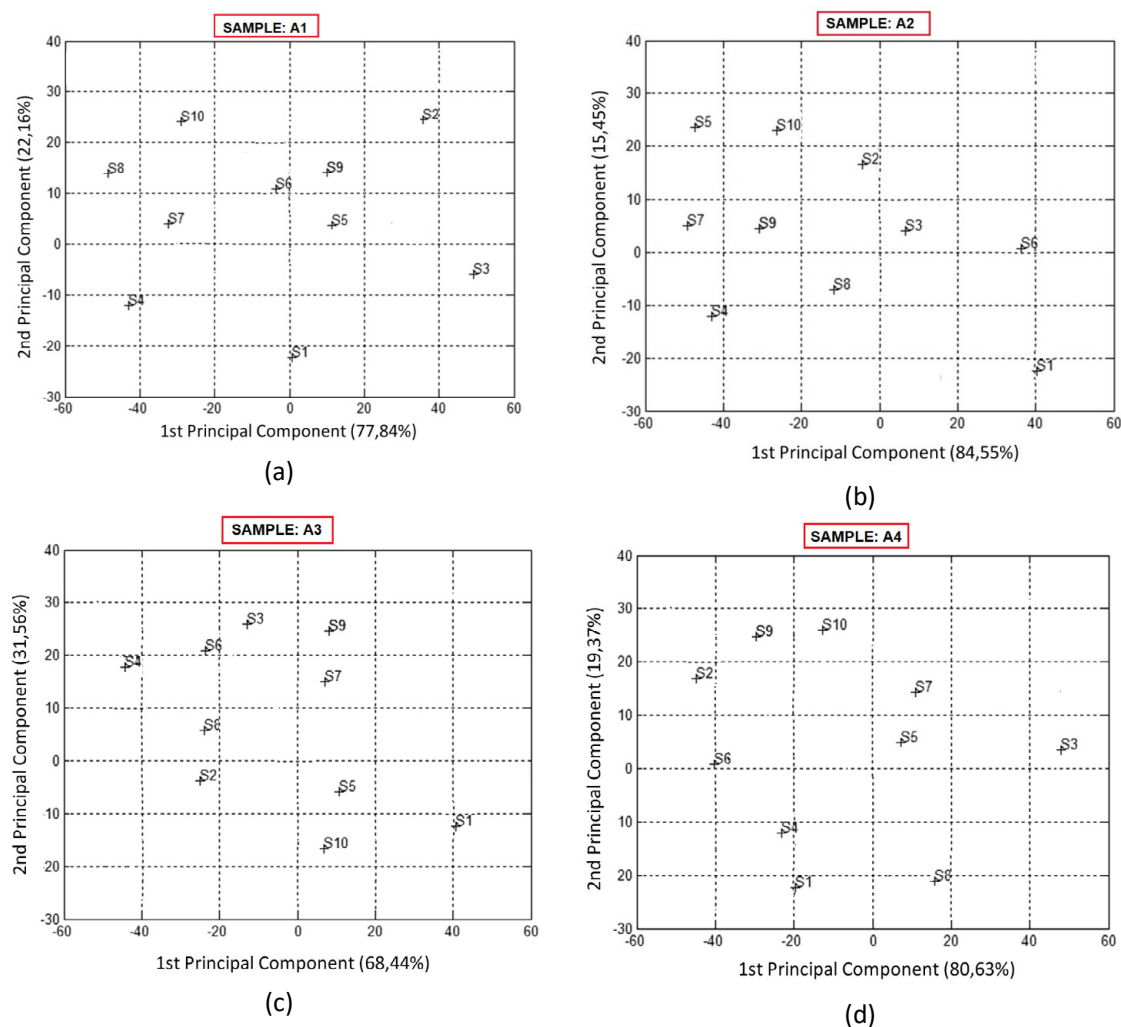 SAMPLE: A1
40
30
20
10
0
-10
-20
-30
2nd Principal Component (22,16%)
S10
S2
S8
S9
S6
S7
S5
S3
S4
S1
-60
-40
-20
0
20
40
60
1st Principal Component (77,84%)
(a)
SAMPLE: A2
40
30
20
10
0
-10
-20
-30
2nd Principal Component (15,45%)
S5
S10
S2
S7
S9
S3
S6
S8
S4
S1
-60
-40
-20
0
20
40
60
1st Principal Component (84,55%)
(b)
SAMPLE: A3
40
30
20
10
0
-10
-20
-30
2nd Principal Component (31,56%)
S3
S9
S6
S4
S7
S8
S2
S5
S1
S10
-60
-40
-20
0
20
40
60
1st Principal Component (68,44%)
(c)
SAMPLE: A4
40
30
20
10
0
10
20
30
2nd Principal Component (19,37%)
S9
S10
S2
S7
S5
S3
S6
S4
S1
S8
-60
-40
-20
0
20
40
60
1st Principal Component (80,63%)
(d)